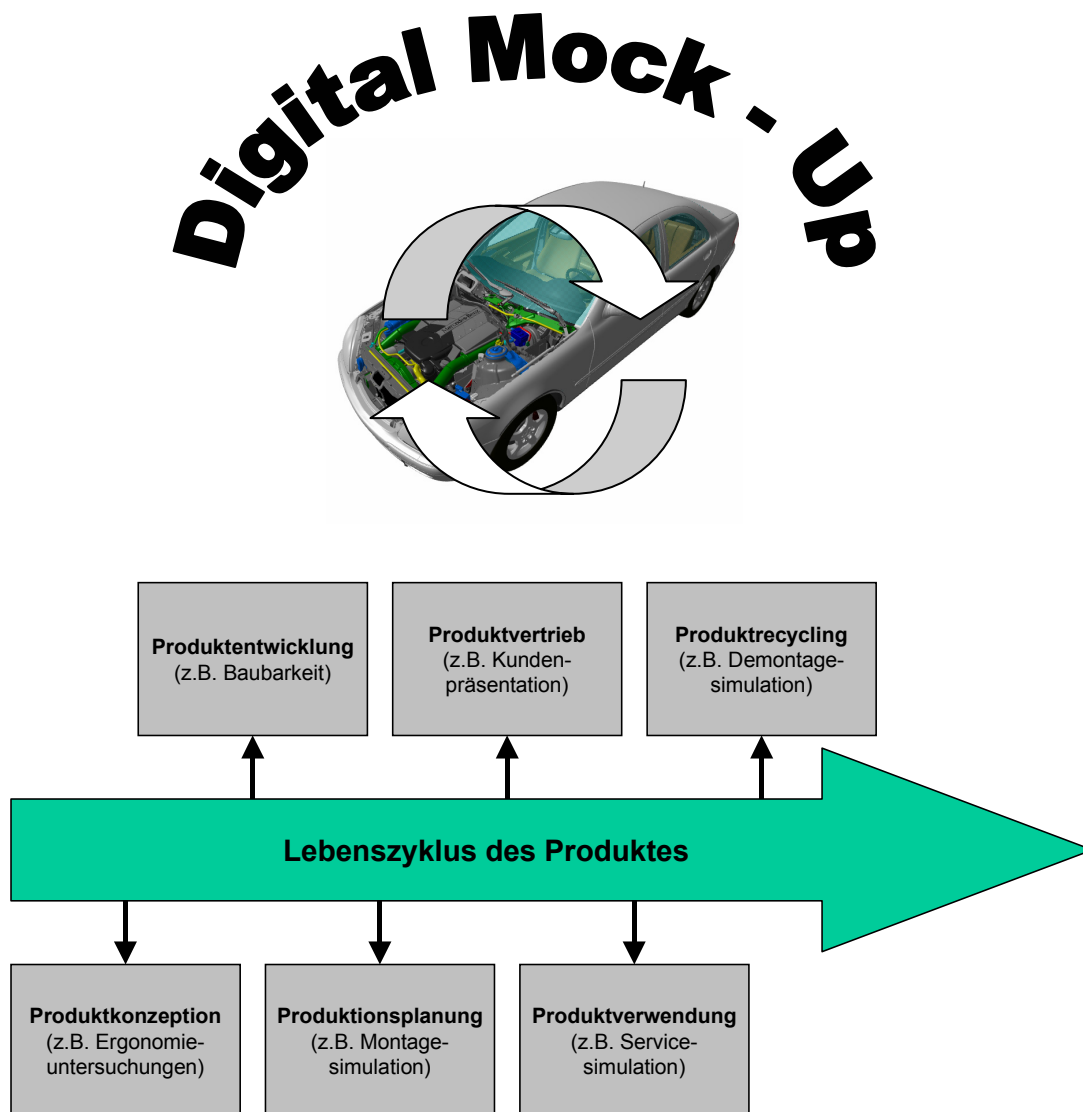 Digital Mock - Up
Produktentwicklung
(z.B. Baubarkeit)
Produktvertrieb
(z.B. Kunden-
präsentation)
Produktrecycling
(z.B. Demontage-
simulation)
Lebenszyklus des Produktes
Produktkonzeption
(z.B. Ergonomie-
untersuchungen)
Produktionsplanung
(z.B. Montage-
simulation)
Produktverwendung
(z.B. Service-
simulation)